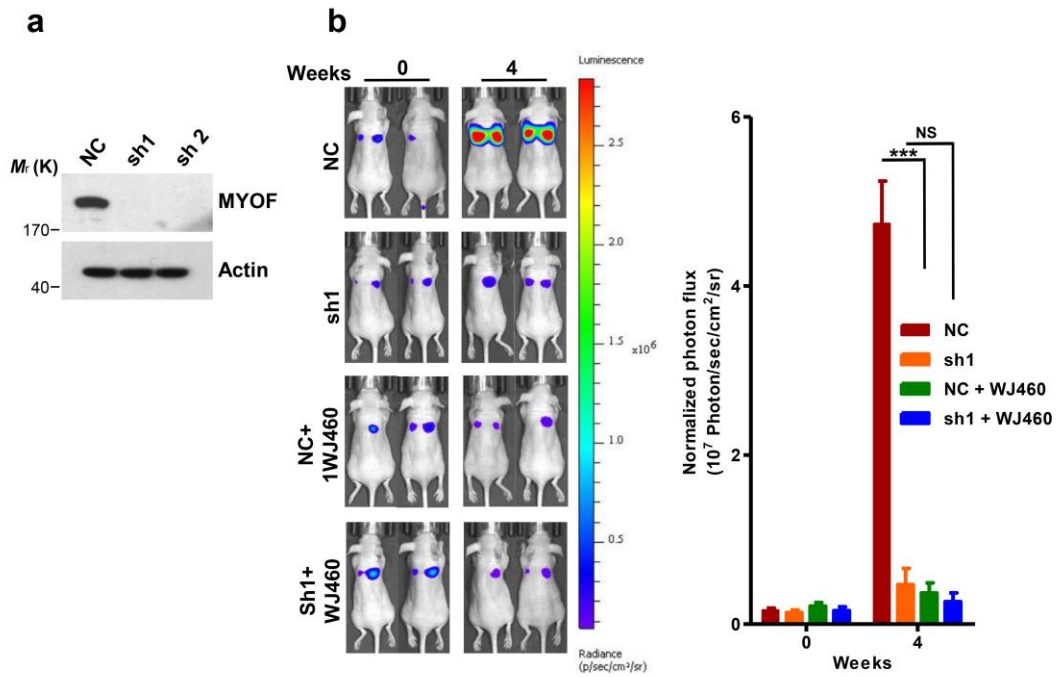 a
b
Weeks
0
4
NC
sh1
sh 2
Mr (K)
MYOF
170
Actin
40
NC
sh1
NC+
1WJ460
Sh1+
WJ460
Luminescence
2.5
2.0
1.5
x10⁶
1.0
0.5
Radiance
(p/sec/cm²/sr)
Normalized photon flux
(10⁷ Photon/sec/cm²/sr)
6
4
2
0
NS
***
NC
sh1
NC + WJ460
sh1 + WJ460
0
4
Weeks